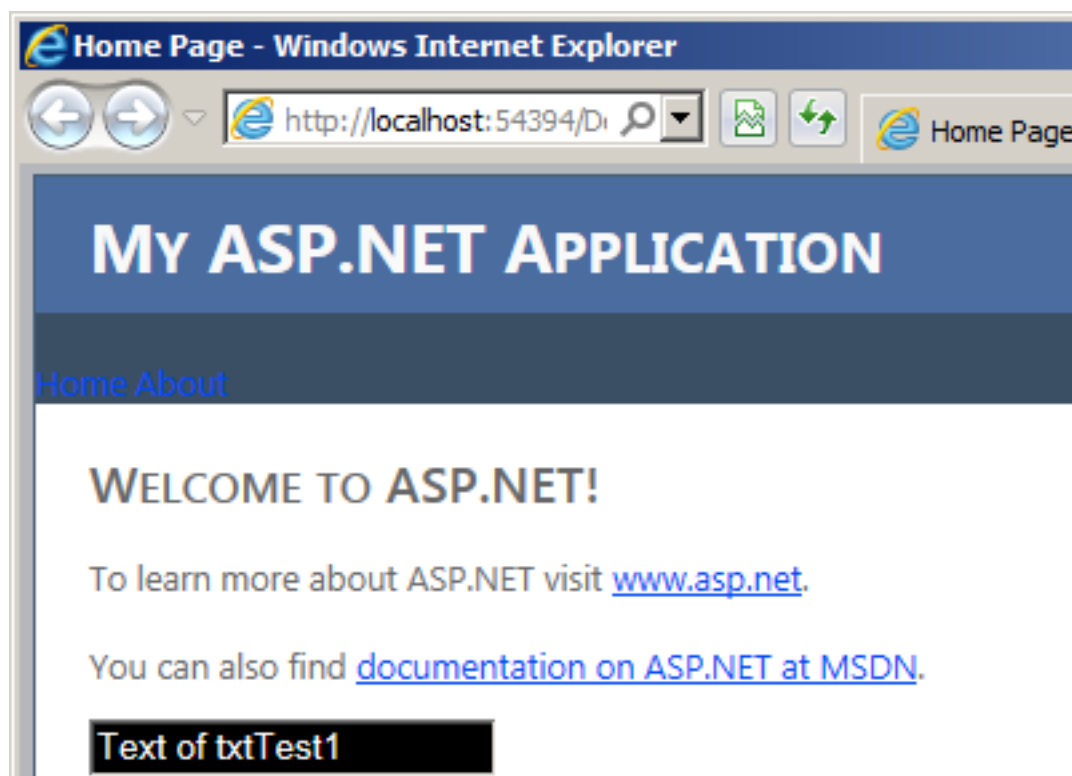 Home Page - Windows Internet Explorer
http://localhost:54394/D
Home Page
MY ASP.NET APPLICATION
Home About
WELCOME TO ASP.NET!
To learn more about ASP.NET visit www.asp.net.
You can also find documentation on ASP.NET at MSDN.
Text of txtTest1